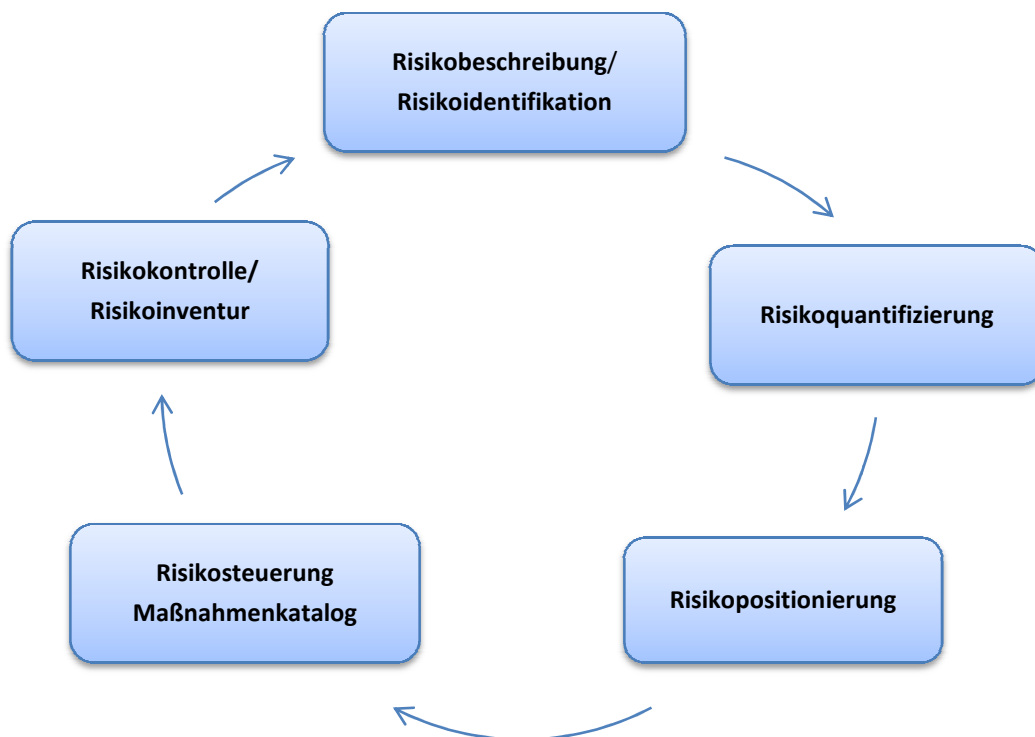 Risikobeschreibung/
Risikoidentifikation
Risikoquantifizierung
Risikopositionierung
Risikosteuerung
Maßnahmenkatalog
Risikokontrolle/
Risikoinventur